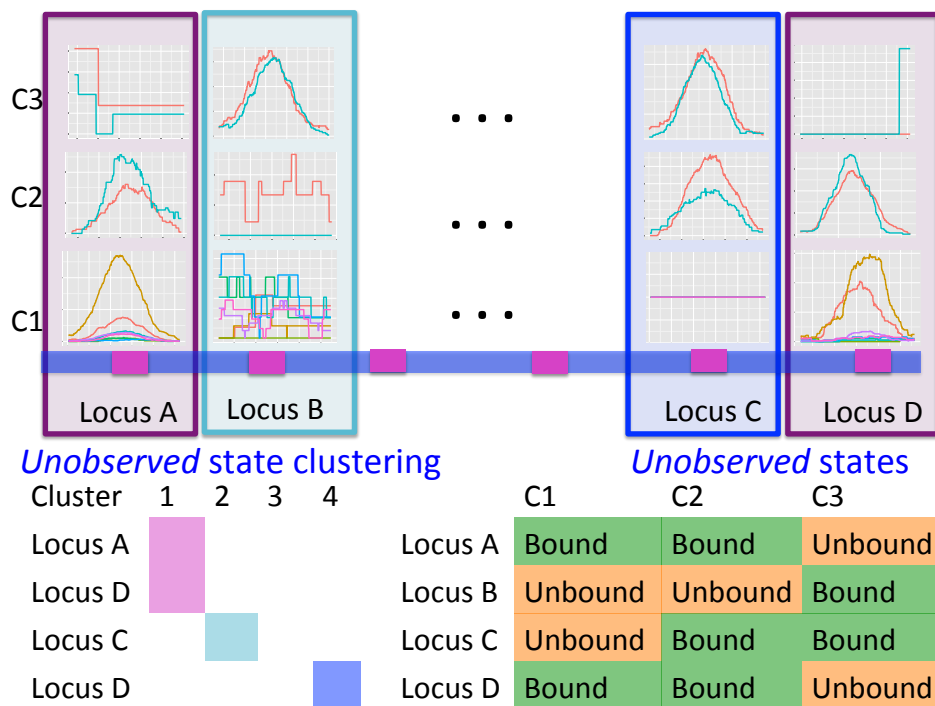 C3
. . .
C2
. . .
C1
. . .
Locus A
Locus B
Locus C
Locus D
Unobserved state clustering
Unobserved states
Cluster 1 2 3 4
C1 C2 C3
Locus A
Locus A Bound Bound Unbound
Locus D
Locus B Unbound Unbound Bound
Locus C
Locus C Unbound Bound Bound
Locus D
Locus D Bound Bound Unbound